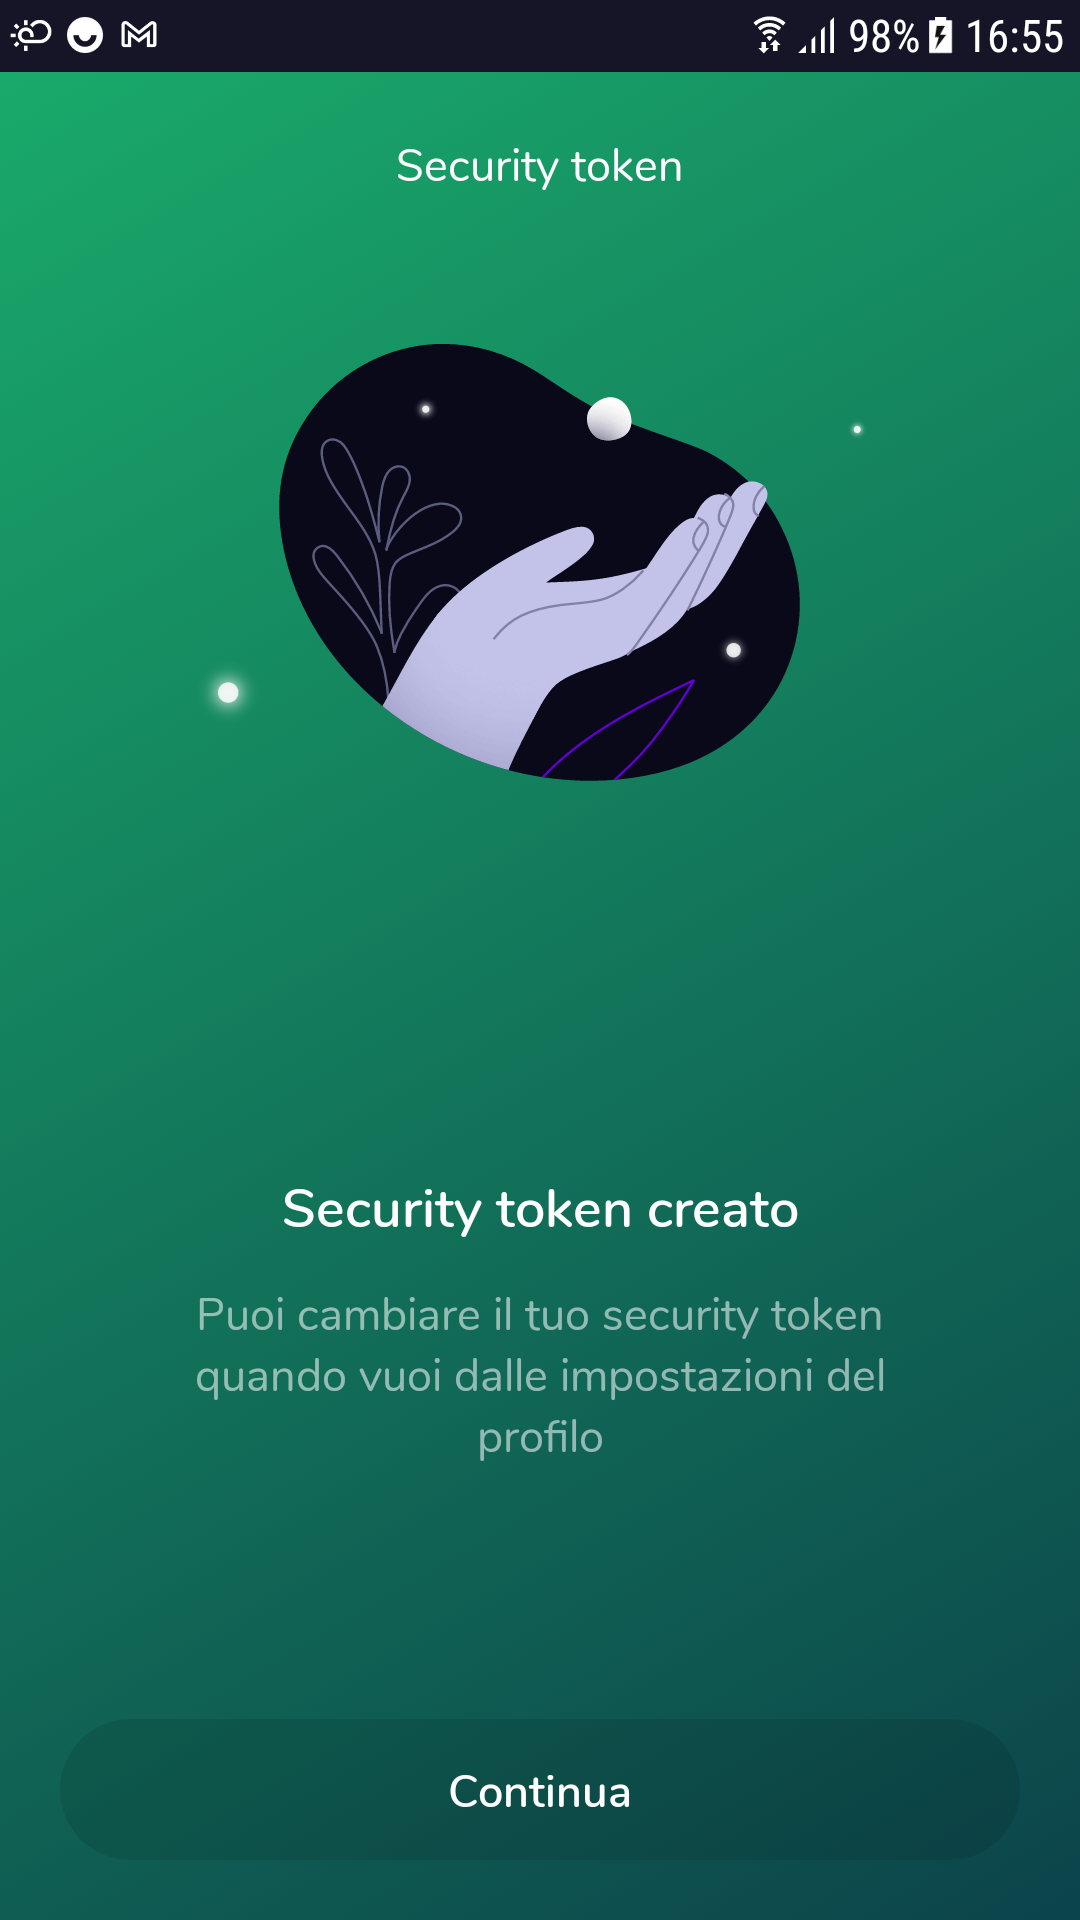 98% 16:55
Security token
Security token creato
Puoi cambiare il tuo security token
quando vuoi dalle impostazioni del
profilo
Continua